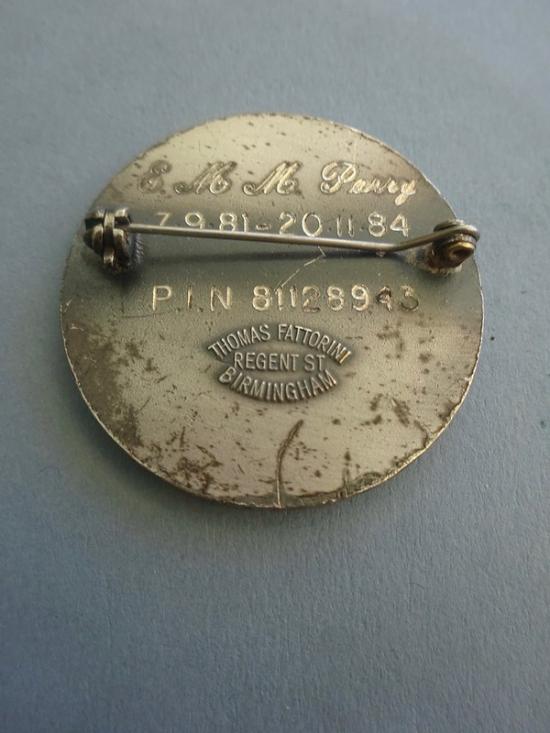 E. M. M. Parry
7.9.81-20.11.84
P.I.N 81128943
THOMAS FATTORINI
REGENT ST.
BIRMINGHAM